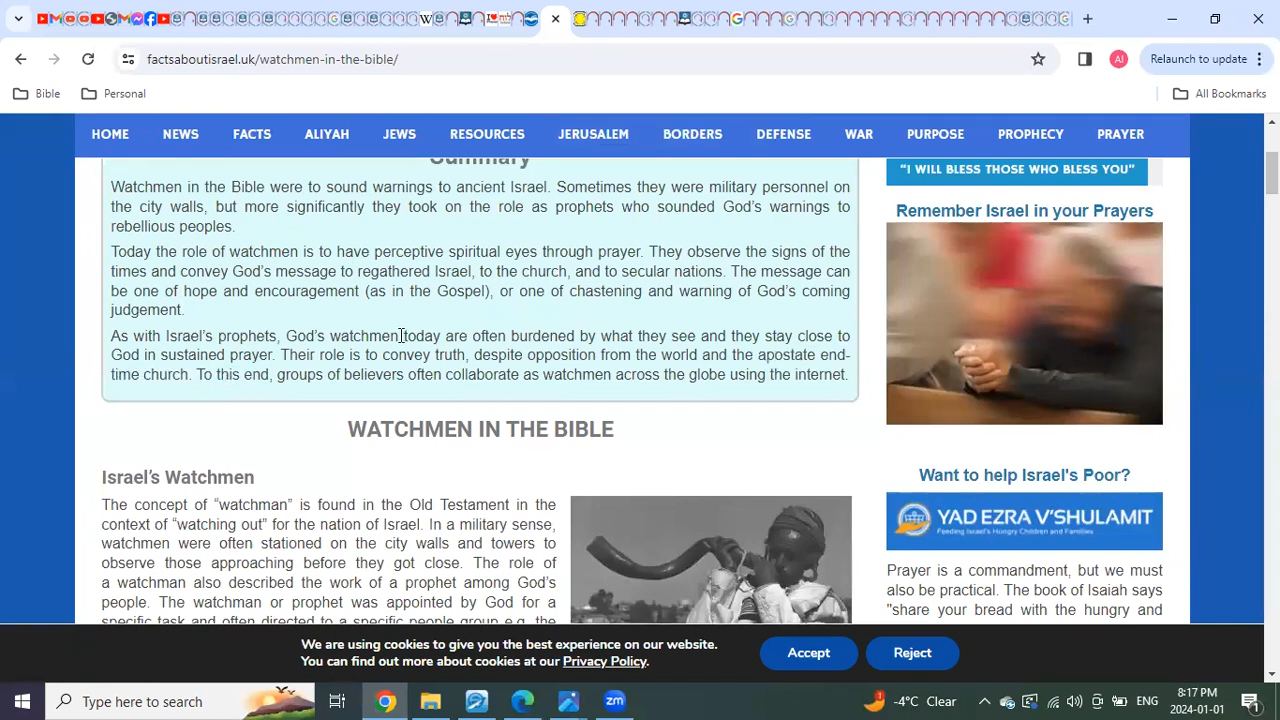 factsaboutisrael.uk/watchmen-in-the-bible/
Relaunch to update
Bible
Personal
All Bookmarks
HOME NEWS FACTS ALIYAH JEWS RESOURCES JERUSALEM BORDERS DEFENSE WAR PURPOSE PROPHECY PRAYER
Summary
Watchmen in the Bible were to sound warnings to ancient Israel. Sometimes they were military personnel on
the city walls, but more significantly they took on the role as prophets who sounded God's warnings to
rebellious peoples.
Today the role of watchmen is to have perceptive spiritual eyes through prayer. They observe the signs of the
times and convey God's message to regathered Israel, to the church, and to secular nations. The message can
be one of hope and encouragement (as in the Gospel), or one of chastening and warning of God's coming
judgement.
As with Israel's prophets, God's watchmen today are often burdened by what they see and they stay close to
God in sustained prayer. Their role is to convey truth, despite opposition from the world and the apostate end-
time church. To this end, groups of believers often collaborate as watchmen across the globe using the internet.
WATCHMEN IN THE BIBLE
Israel's Watchmen
The concept of "watchman" is found in the Old Testament in the
context of "watching out" for the nation of Israel. In a military sense,
watchmen were often stationed on the city walls and towers to
observe those approaching before they got close. The role of
a watchman also described the work of a prophet among God's
people. The watchman or prophet was appointed by God for a
specific task and often directed to a specific people group e.g. the
"I WILL BLESS THOSE WHO BLESS YOU"
Remember Israel in your Prayers
Want to help Israel's Poor?
YAD EZRA V'SHULAMIT
Feeding Israel's Hungry Children and Families
Prayer is a commandment, but we must
also be practical. The book of Isaiah says
"share your bread with the hungry and
We are using cookies to give you the best experience on our website.
You can find out more about cookies at our Privacy Policy.
Accept
Reject
Type here to search
-4°C Clear
ENG
8:17 PM
2024-01-01